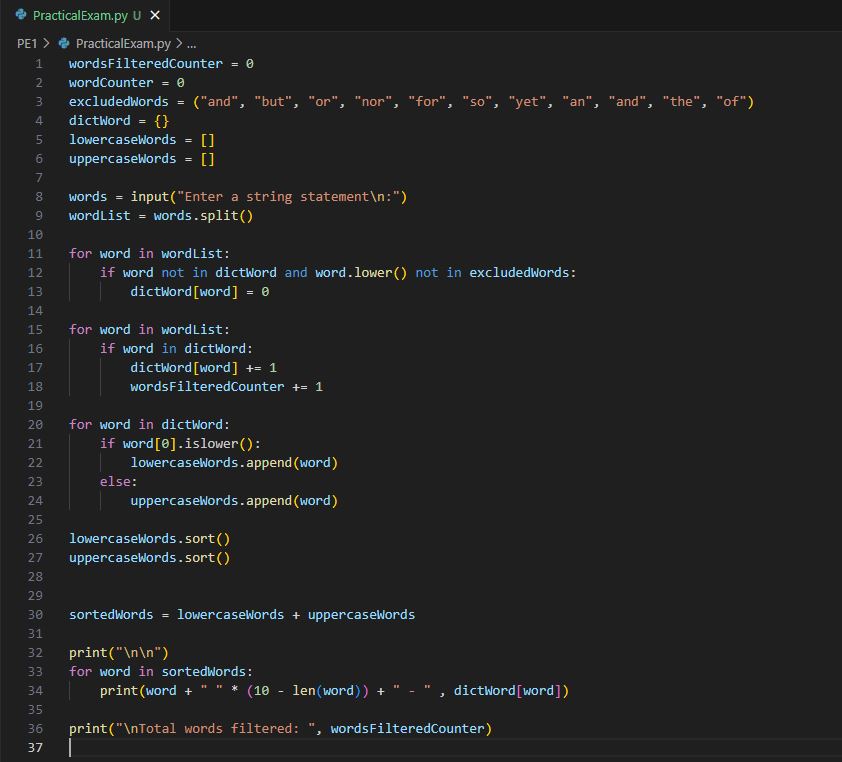 PracticalExam.py U ✕
PE1 > PracticalExam.py > ...
1 wordsFilteredCounter = 0
2 wordCounter = 0
3 excludedWords = ("and", "but", "or", "nor", "for", "so", "yet", "an", "and", "the", "of")
4 dictWord = {}
5 lowercaseWords = []
6 uppercaseWords = []
7
8 words = input("Enter a string statement\n:")
9 wordList = words.split()
10
11 for word in wordList:
12     if word not in dictWord and word.lower() not in excludedWords:
13         dictWord[word] = 0
14
15 for word in wordList:
16     if word in dictWord:
17         dictWord[word] += 1
18         wordsFilteredCounter += 1
19
20 for word in dictWord:
21     if word[0].islower():
22         lowercaseWords.append(word)
23     else:
24         uppercaseWords.append(word)
25
26 lowercaseWords.sort()
27 uppercaseWords.sort()
28
29
30 sortedWords = lowercaseWords + uppercaseWords
31
32 print("\n\n")
33 for word in sortedWords:
34     print(word + " " * (10 - len(word)) + " - " , dictWord[word])
35
36 print("\nTotal words filtered: ", wordsFilteredCounter)
37